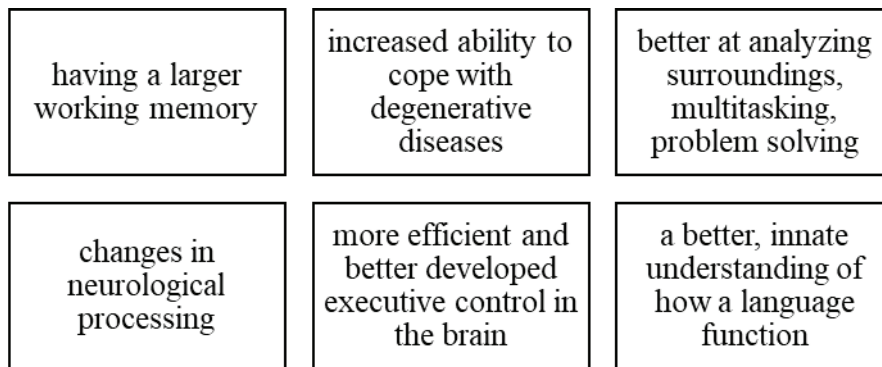 having a larger
working memory
increased ability to
cope with
degenerative
diseases
better at analyzing
surroundings,
multitasking,
problem solving
changes in
neurological
processing
more efficient and
better developed
executive control in
the brain
a better, innate
understanding of
how a language
function